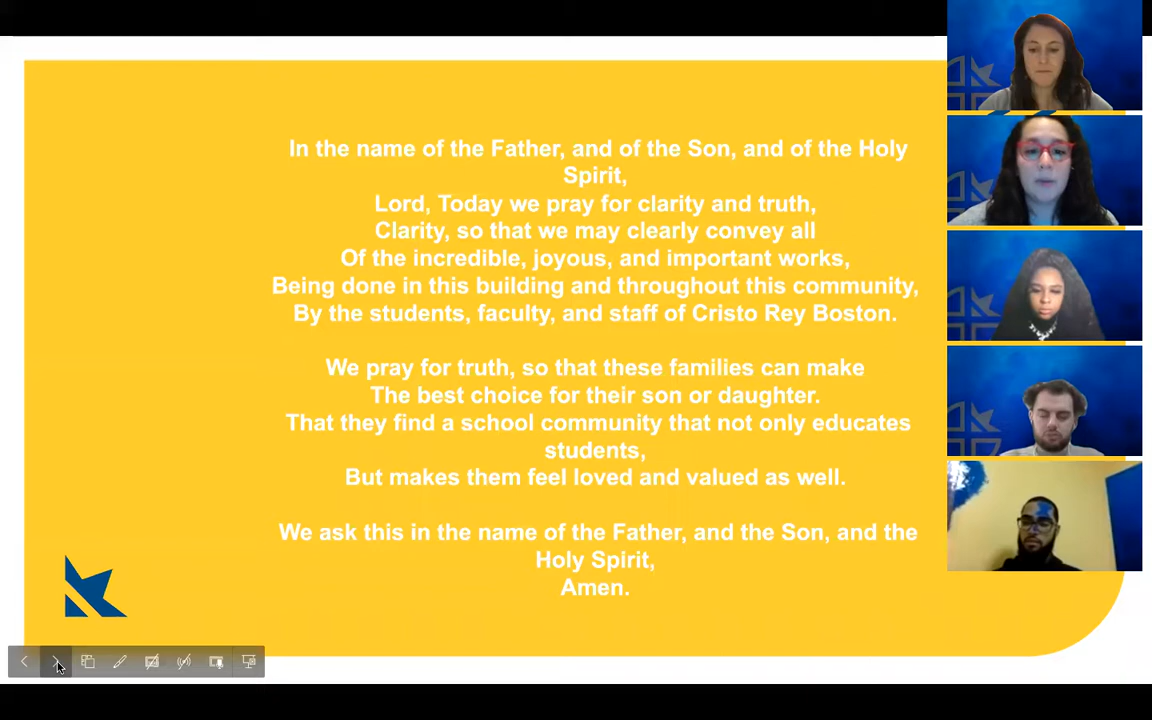 In the name of the Father, and of the Son, and of the Holy
Spirit,
Lord, Today we pray for clarity and truth,
Clarity, so that we may clearly convey all
Of the incredible, joyous, and important works,
Being done in this building and throughout this community,
By the students, faculty, and staff of Cristo Rey Boston.
We pray for truth, so that these families can make
The best choice for their son or daughter.
That they find a school community that not only educates
students,
But makes them feel loved and valued as well.
We ask this in the name of the Father, and the Son, and the
Holy Spirit,
Amen.